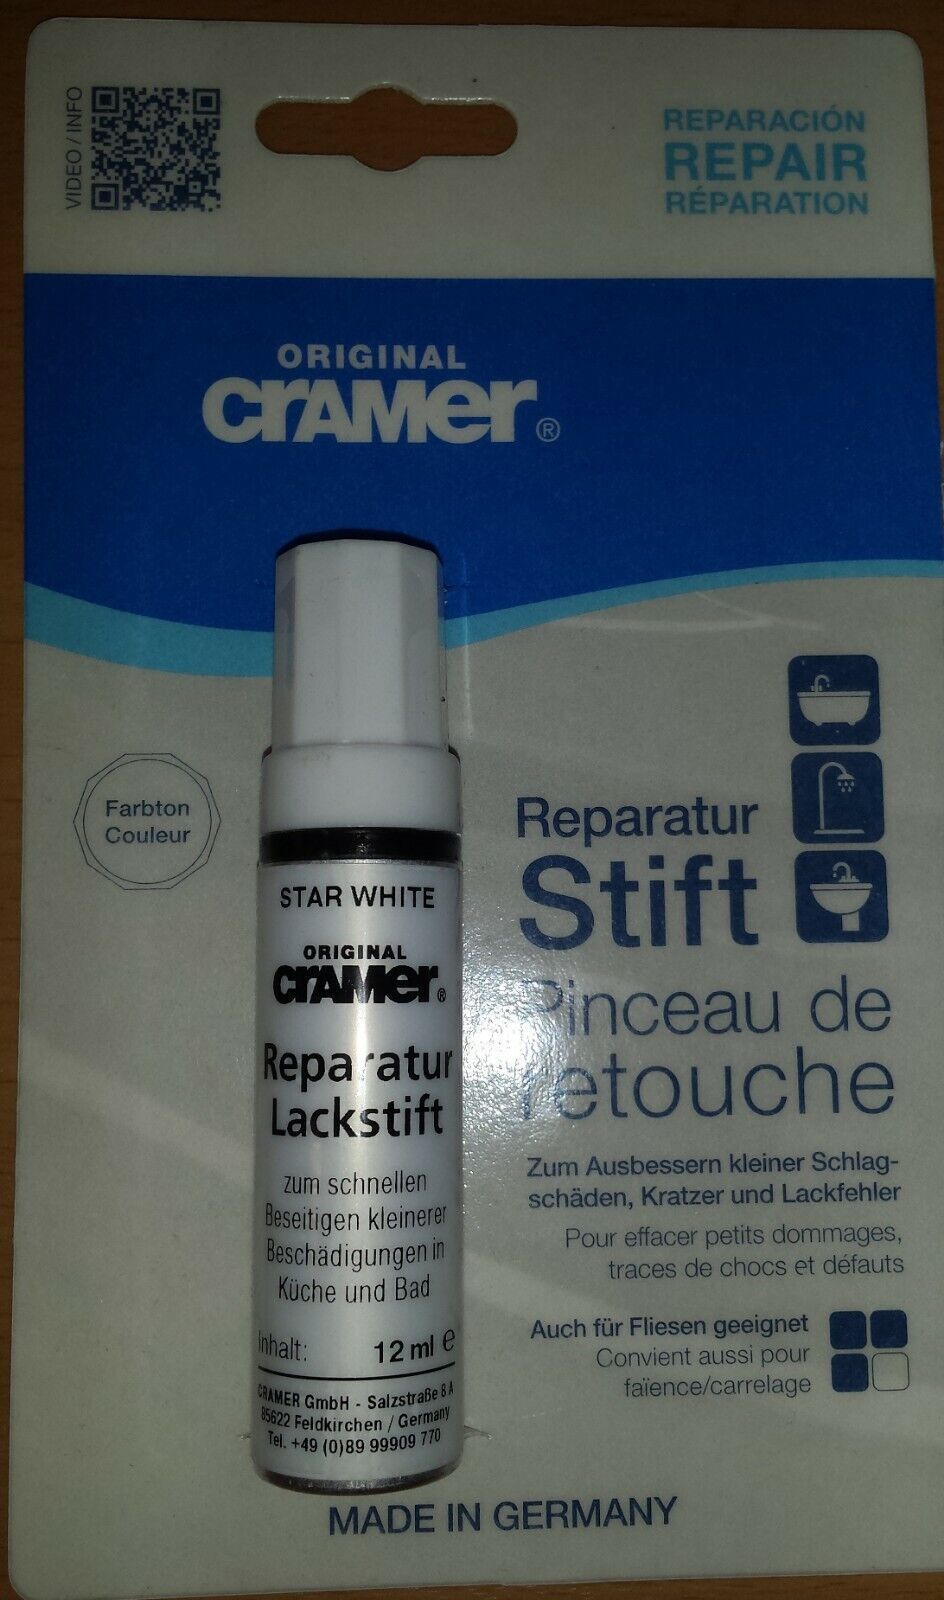 VIDEO / INFO
REPARACIÓN
REPAIR
RÉPARATION
ORIGINAL
CRAMER®
Farbton
Couleur
STAR WHITE
ORIGINAL
CRAMER®
Reparatur
Lackstift
zum schnellen
Beseitigen kleinerer
Beschädigungen in
Küche und Bad
Inhalt: 12 ml e
CRAMER GmbH - Salzstraße 8 A
85622 Feldkirchen / Germany
Tel. +49 (0)89 99909 770
Reparatur
Stift
Pinceau de
retouche
Zum Ausbessern kleiner Schlag-
schäden, Kratzer und Lackfehler
Pour effacer petits dommages,
traces de chocs et défauts
Auch für Fliesen geeignet
Convient aussi pour
faïence/carrelage
MADE IN GERMANY